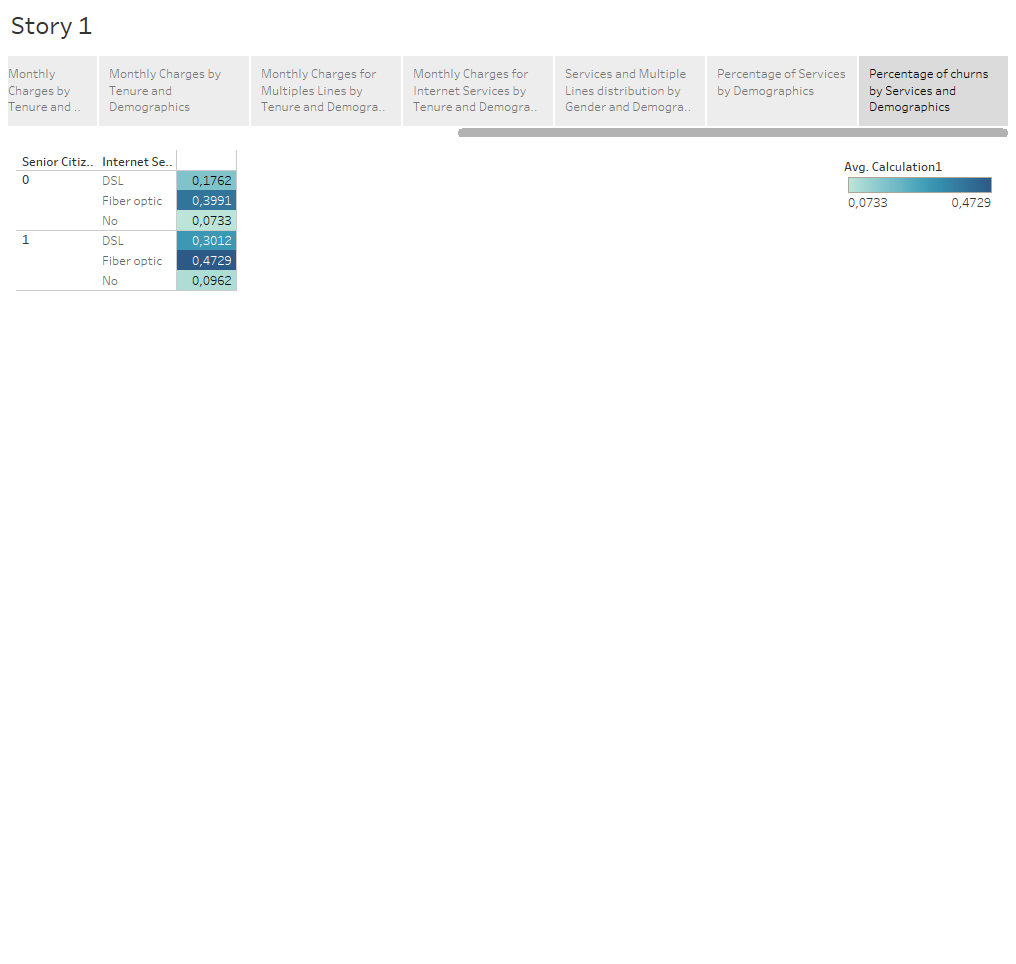 Story 1
Monthly
Charges by
Tenure and ..
Monthly Charges by
Tenure and
Demographics
Monthly Charges for
Multiples Lines by
Tenure and Demogra..
Monthly Charges for
Internet Services by
Tenure and Demogra..
Services and Multiple
Lines distribution by
Gender and Demogra..
Percentage of Services
by Demographics
Percentage of churns
by Services and
Demographics
Senior Citiz.. Internet Se..
0 DSL 0,1762
Fiber optic 0,3991
No 0,0733
1 DSL 0,3012
Fiber optic 0,4729
No 0,0962
Avg. Calculation1
0,0733 0,4729